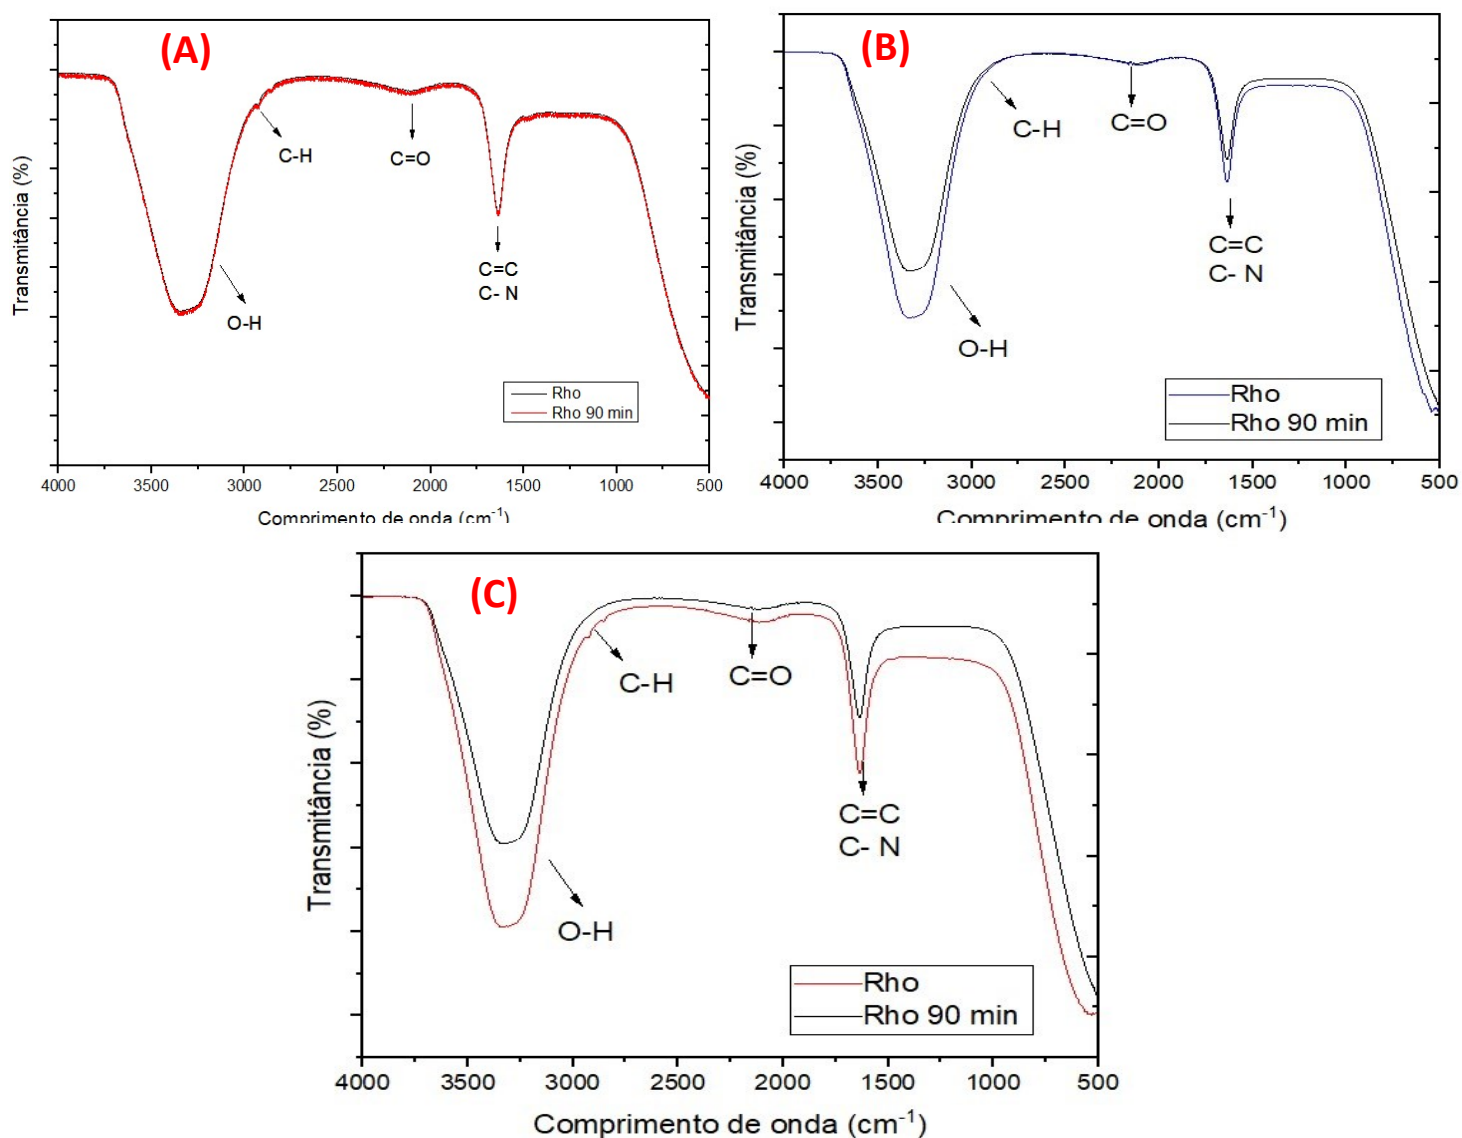 (A)
Transmitância (%)
C-H
C=O
O-H
C=C
C- N
Rho
Rho 90 min
4000 3500 3000 2500 2000 1500 1000 500
Comprimento de onda (cm-1)
(B)
Transmitância (%)
C-H
C=O
C=C
C- N
O-H
Rho
Rho 90 min
4000 3500 3000 2500 2000 1500 1000 500
Comprimento de onda (cm-1)
(C)
Transmitância (%)
C-H
C=O
C=C
C- N
O-H
Rho
Rho 90 min
4000 3500 3000 2500 2000 1500 1000 500
Comprimento de onda (cm-1)